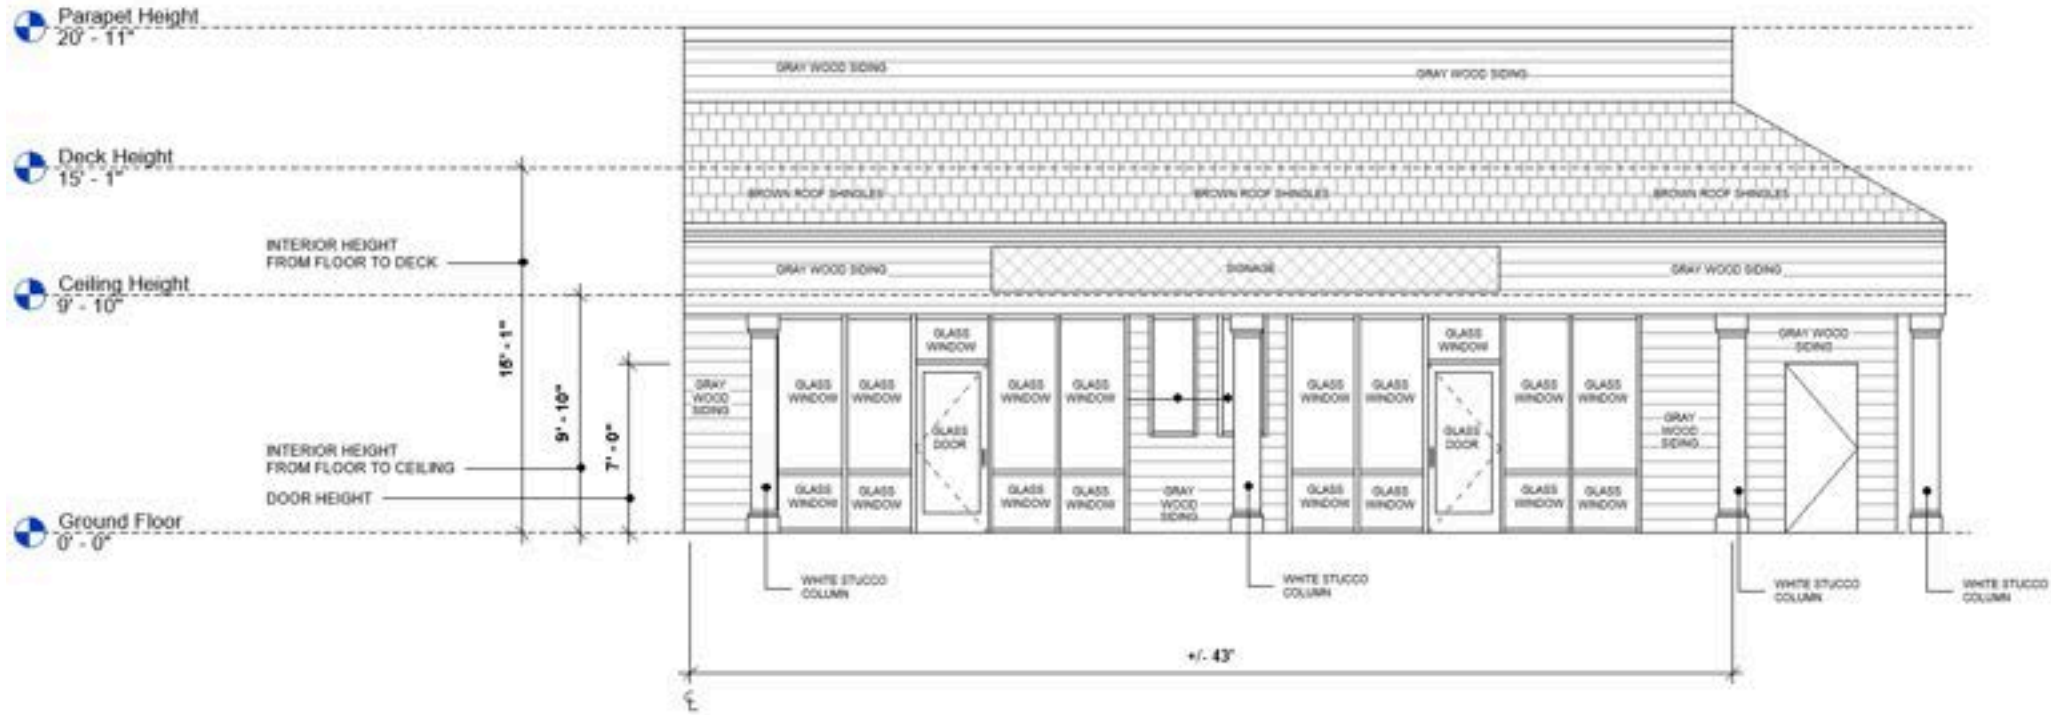 Parapet Height
20' - 11"
GRAY WOOD SIDING
GRAY WOOD SIDING
Deck Height
15' - 1"
BROWN ROOF SHINGLES
BROWN ROOF SHINGLES
BROWN ROOF SHINGLES
INTERIOR HEIGHT
FROM FLOOR TO DECK
GRAY WOOD SIDING
SIGNAGE
GRAY WOOD SIDING
Ceiling Height
9' - 10"
15' - 1"
9' - 10"
7' - 0"
GLASS
WINDOW
GLASS
WINDOW
GRAY WOOD
SIDING
GRAY
WOOD
SIDING
GLASS
WINDOW
GLASS
WINDOW
GLASS
WINDOW
GLASS
WINDOW
GLASS
WINDOW
GLASS
WINDOW
GLASS
WINDOW
GLASS
WINDOW
GLASS
DOOR
GLASS
DOOR
GRAY
WOOD
SIDING
INTERIOR HEIGHT
FROM FLOOR TO CEILING
DOOR HEIGHT
GLASS
WINDOW
GLASS
WINDOW
GLASS
WINDOW
GLASS
WINDOW
GRAY
WOOD
SIDING
GLASS
WINDOW
GLASS
WINDOW
GLASS
WINDOW
GLASS
WINDOW
Ground Floor
0' - 0"
WHITE STUCCO
COLUMN
WHITE STUCCO
COLUMN
WHITE STUCCO
COLUMN
WHITE STUCCO
COLUMN
+/- 43'
℄